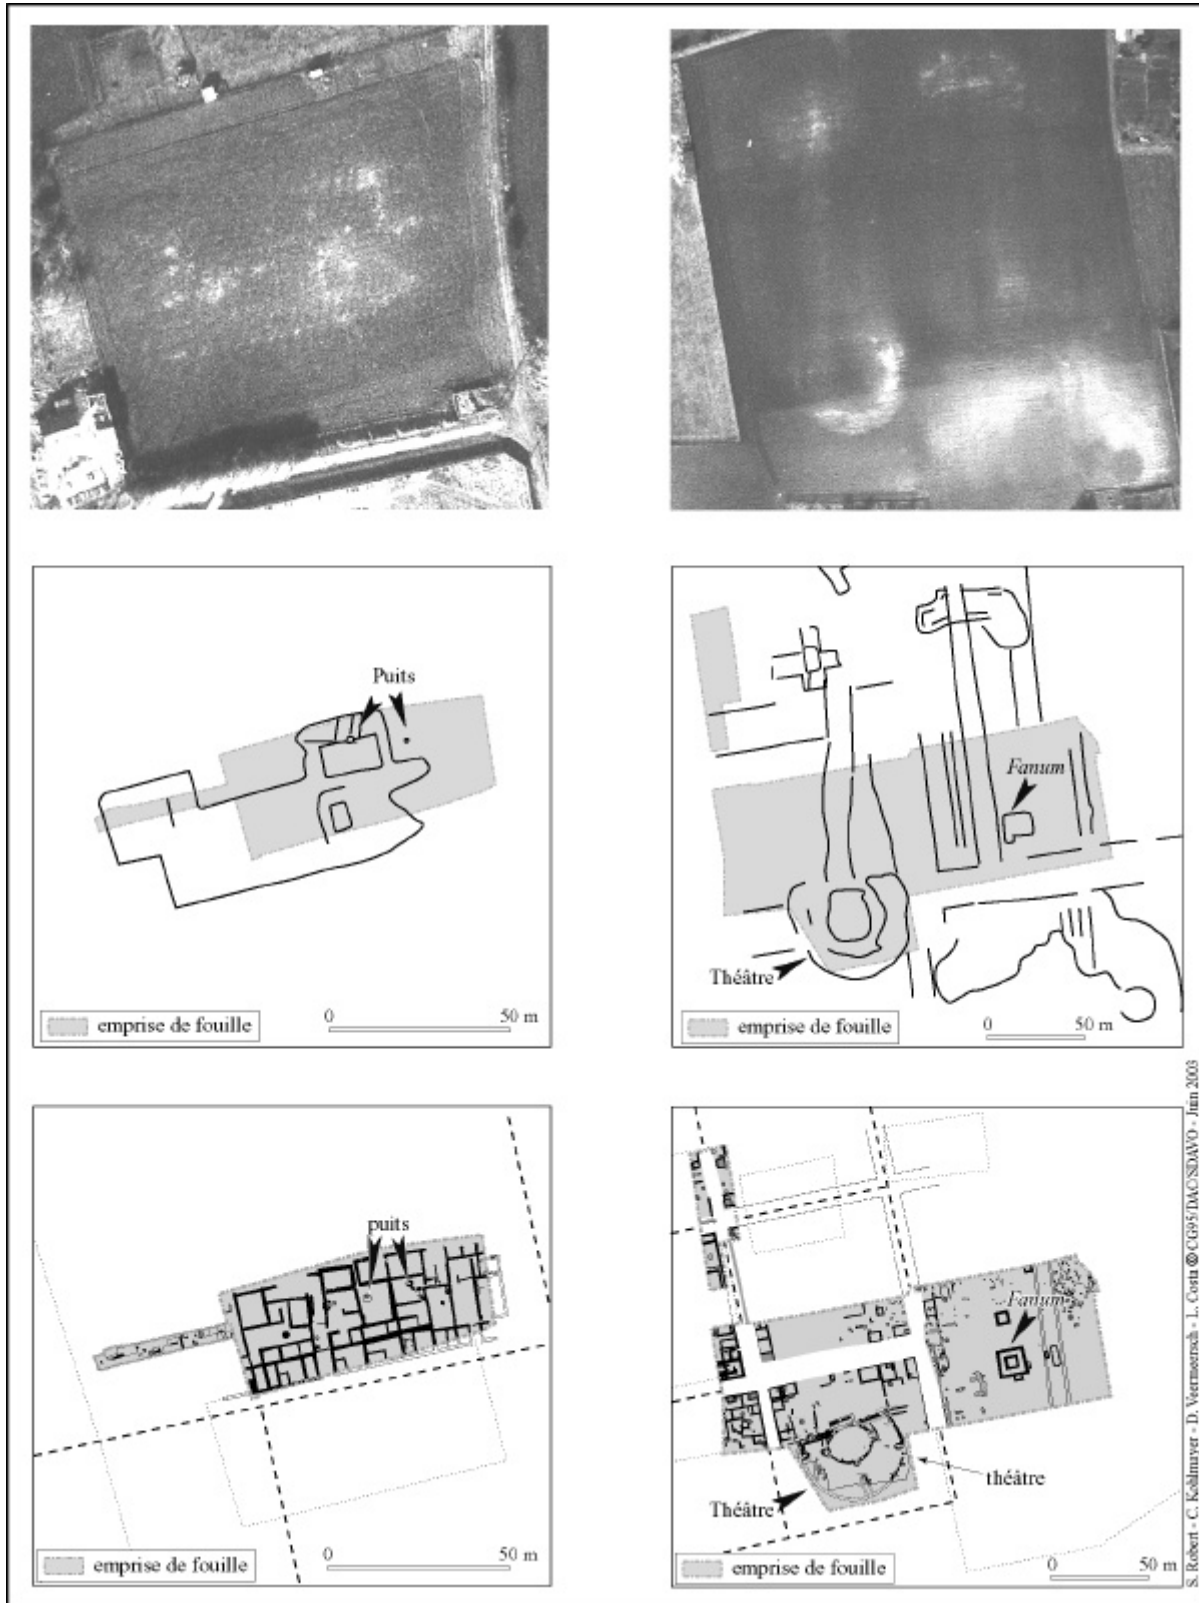 Puits
emprise de fouille
0 50 m
Fanum
Théâtre
emprise de fouille
0 50 m
puits
emprise de fouille
0 50 m
Fanum
théâtre
Théâtre
emprise de fouille
0 50 m
S. Robert - C. Kohlmayer - D. Vermeersch - L. Costa © CG95/DAC/SDAVO - Juin 2003